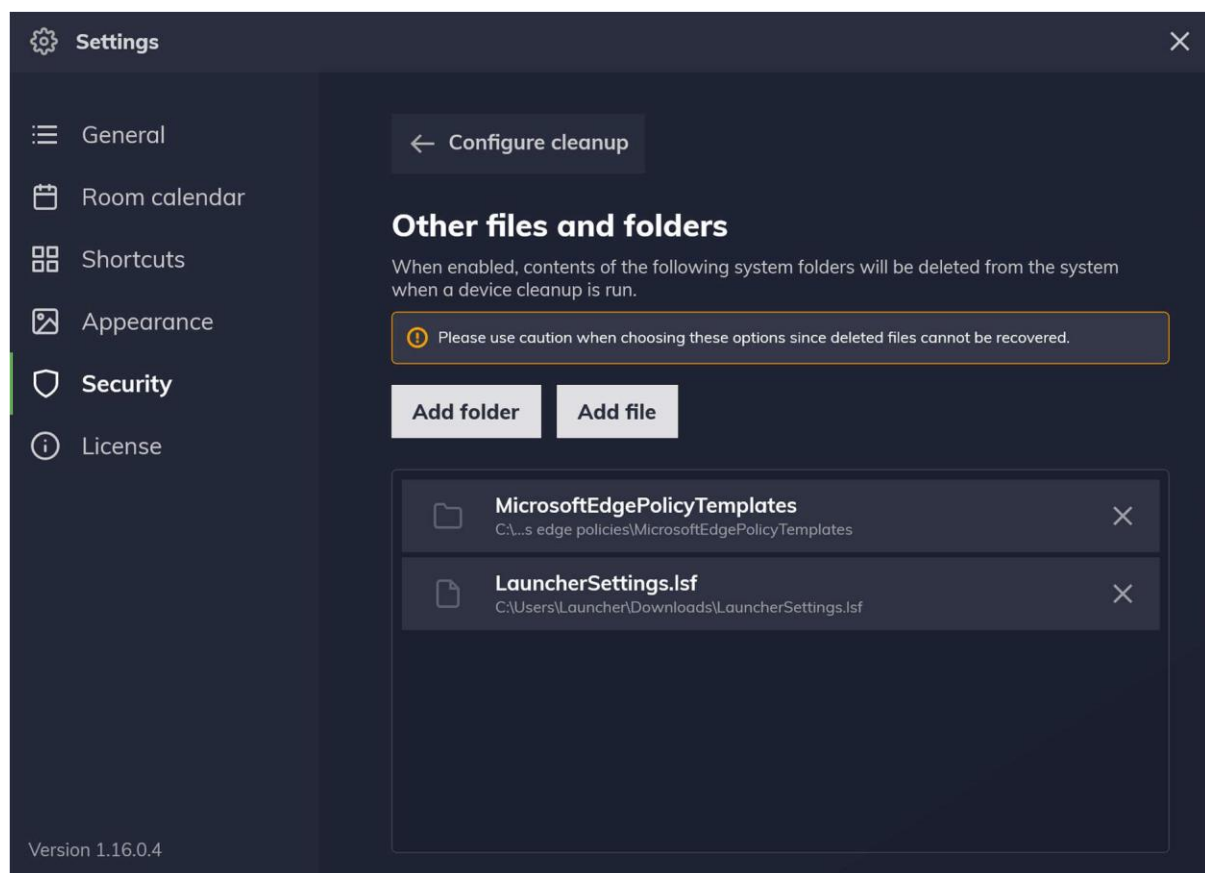 Settings
General
Room calendar
Shortcuts
Appearance
Security
License
Version 1.16.0.4
Configure cleanup
Other files and folders
When enabled, contents of the following system folders will be deleted from the system
when a device cleanup is run.
Please use caution when choosing these options since deleted files cannot be recovered.
Add folder
Add file
MicrosoftEdgePolicyTemplates
C:\...s edge policies\MicrosoftEdgePolicyTemplates
LauncherSettings.lsf
C:\Users\Launcher\Downloads\LauncherSettings.lsf